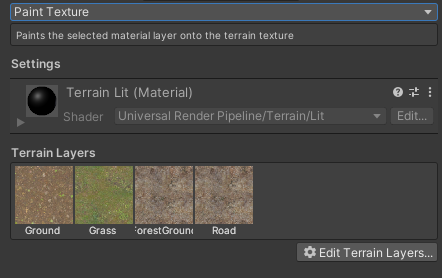 Paint Texture
Paints the selected material layer onto the terrain texture
Settings
Terrain Lit (Material)
Shader Universal Render Pipeline/Terrain/Lit Edit...
Terrain Layers
Ground Grass ForestGround Road
Edit Terrain Layers...